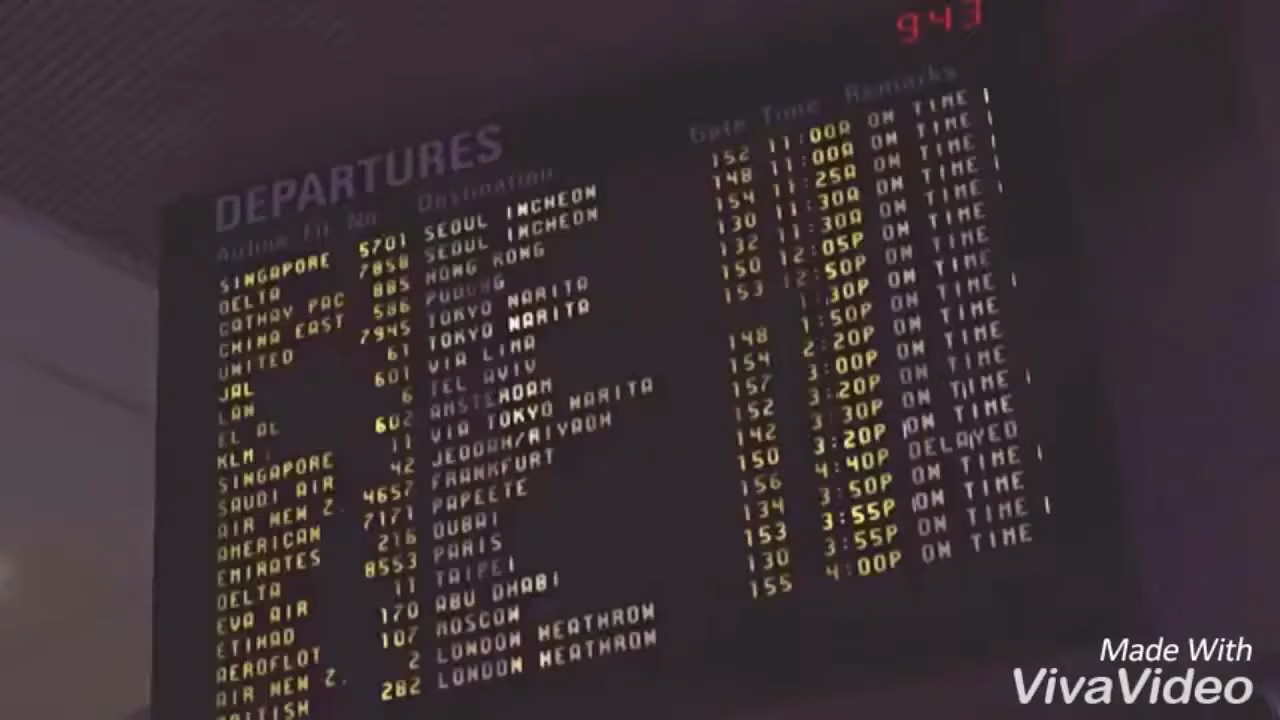 9:43
DEPARTURES
Airline Flt No Destination Gate Time Remarks
SINGAPORE 5701 SEOUL INCHEON 152 11:00A ON TIME
DELTA 7858 SEOUL INCHEON 148 11:00A ON TIME
CATHAY PAC 885 HONG KONG 154 11:25A ON TIME
CHINA EAST 586 PUDONG 130 11:30A ON TIME
UNITED 7945 TOKYO NARITA 132 11:30A ON TIME
JAL 61 TOKYO NARITA 150 12:05P ON TIME
LAN 601 VIA LIMA 153 12:50P ON TIME
EL AL 6 TEL AVIV 1:30P ON TIME
KLM 602 AMSTERDAM 148 1:50P ON TIME
SINGAPORE 11 VIA TOKYO NARITA 154 2:20P ON TIME
SAUDI AIR 42 JEDDAH/RIYADH 157 3:00P ON TIME
AIR NEW Z. 4657 FRANKFURT 152 3:20P ON TIME
AMERICAN 7171 PAPEETE 142 3:30P ON TIME
EMIRATES 216 DUBAI 150 3:20P ON TIME
DELTA 8553 PARIS 156 4:40P DELAYED
EVA AIR 11 TAIPEI 134 3:50P ON TIME
ETIHAD 170 ABU DHABI 153 3:55P ON TIME
AEROFLOT 107 MOSCOW 130 3:55P ON TIME
AIR NEW Z. 2 LONDON HEATHROW 155 4:00P ON TIME
BRITISH 282 LONDON HEATHROW
Made With
VivaVideo